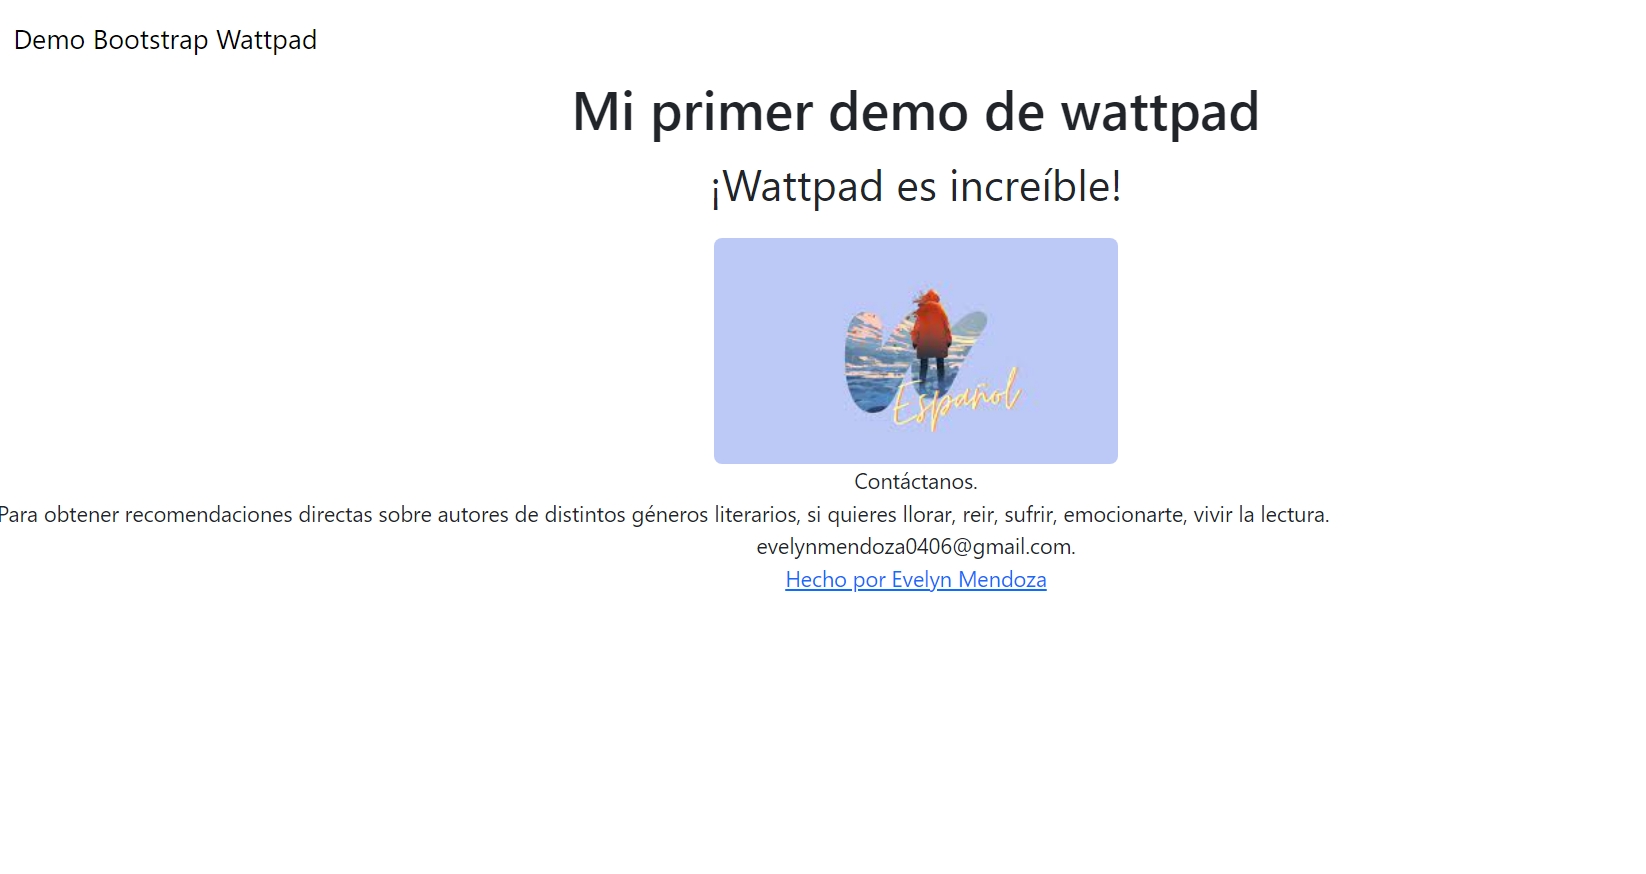 Demo Bootstrap Wattpad
Mi primer demo de wattpad
¡Wattpad es increíble!
Español
Contáctanos.
Para obtener recomendaciones directas sobre autores de distintos géneros literarios, si quieres llorar, reir, sufrir, emocionarte, vivir la lectura.
evelynmendoza0406@gmail.com.
Hecho por Evelyn Mendoza